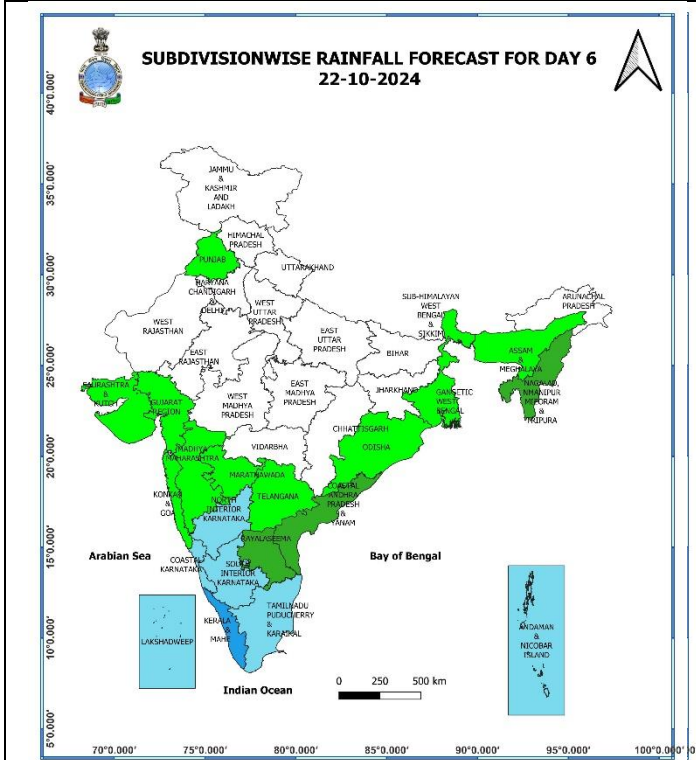 SUBDIVISIONWISE RAINFALL FORECAST FOR DAY 6
22-10-2024
40°0.000'
35°0.000'
30°0.000'
25°0.000'
20°0.000'
15°0.000'
10°0.000'
5°0.000'
JAMMU
&
KASHMIR
AND
LADAKH
HIMACHAL
PRADESH
PUNJAB
UTTARAKHAND
HARYANA
CHANDIGARH
&
DELHI
WEST
UTTAR
PRADESH
SUB-HIMALAYAN
WEST
BENGAL
&
SIKKIM
ARUNACHAL
PRADESH
WEST
RAJASTHAN
EAST
RAJASTHAN
EAST
UTTAR
PRADESH
BIHAR
ASSAM
&
MEGHALAYA
SAURASHTRA
&
KUTCH
GUJARAT
REGION
WEST
MADHYA
PRADESH
EAST
MADHYA
PRADESH
JHARKHAND
GANGETIC
WEST
BENGAL
MANIPUR
MIZORAM &
TRIPURA
CHHATTISGARH
ODISHA
MADHYA
MAHARASHTRA
VIDARBHA
MARATHAWADA
TELANGANA
KONKAN
&
GOA
NORTH
INTERIOR
KARNATAKA
COASTAL
ANDHRA
PRADESH
&
YANAM
RAYALASEEMA
Arabian Sea
Bay of Bengal
COASTAL
KARNATAKA
SOUTH
INTERIOR
KARNATAKA
TAMILNADU
PUDUCHERRY
&
KARAIKAL
KERALA
&
MAHE
LAKSHADWEEP
ANDAMAN
&
NICOBAR
ISLAND
Indian Ocean
0 250 500 km
70°0.000' 75°0.000' 80°0.000' 85°0.000' 90°0.000' 95°0.000' 100°0.000'